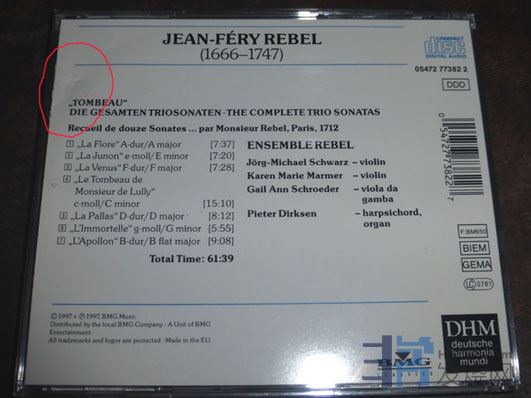 JEAN-FÉRY REBEL
(1666–1747)
COMPACT
disc
DIGITAL AUDIO
05472 77382 2
DDD
„TOMBEAU“
DIE GESAMTEN TRIOSONATEN · THE COMPLETE TRIO SONATAS
Recueil de douze Sonates ... par Monsieur Rebel, Paris, 1712
1 „La Flore“ A-dur/A major [7:37]
2 „La Junon“ e-moll/E minor [7:20]
3 „La Venus“ F-dur/F major [7:28]
4 „Le Tombeau de
Monsieur de Lully“
c-moll/C minor [15:10]
5 „La Pallas“ D-dur/D major [8:12]
6 „L'Immortelle“ g-moll/G minor [5:55]
7 „L'Apollon“ B-dur/B flat major [9:08]
Total Time: 61:39
ENSEMBLE REBEL
Jörg-Michael Schwarz – violin
Karen Marie Marmer – violin
Gail Ann Schroeder – viola da
gamba
Pieter Dirksen – harpsichord,
organ
0 5472-77382-2 7
F: BM650
BIEM
GEMA
LC 0761
© 1997 + ℗ 1997, BMG Music
Distributed by the local BMG Company · A Unit of BMG
Entertainment.
All trademarks and logos are protected · Made in the EU.
BMG
CLASSICS
DHM
deutsche
harmonia
mundi